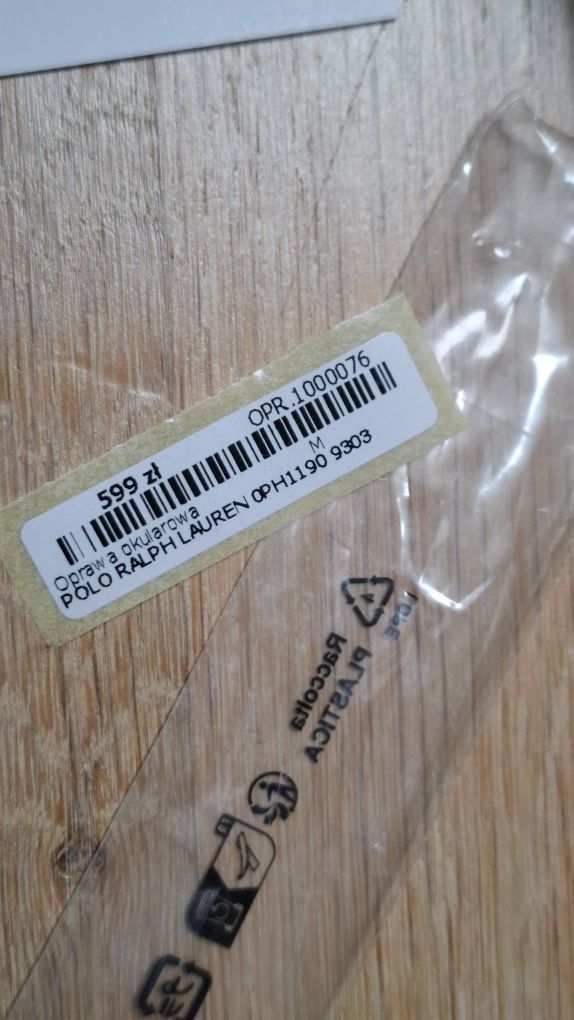 OPR.1000076
599 zł
M
Oprawa okularowa
POLO RALPH LAUREN 0PH1190 9303
LDPE
Raccolta
PLASTICA